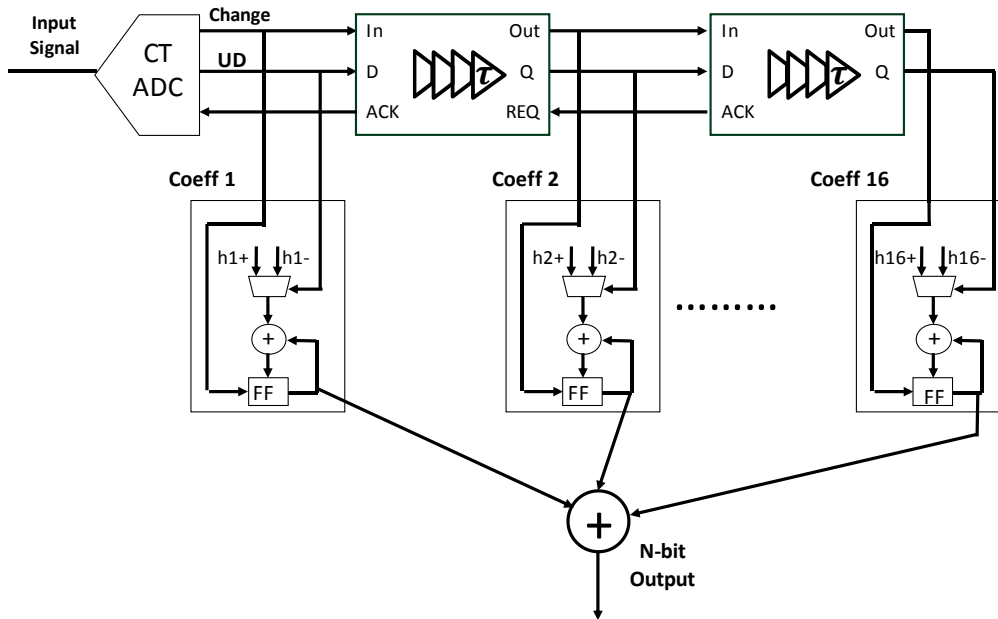 Input
Signal
CT
ADC
Change
UD
In
D
ACK
τ
Out
Q
REQ
In
D
ACK
τ
Out
Q
Coeff 1
Coeff 2
Coeff 16
h1+
h1-
h2+
h2-
h16+
h16-
+
+
+
FF
FF
FF
.........
+
N-bit
Output